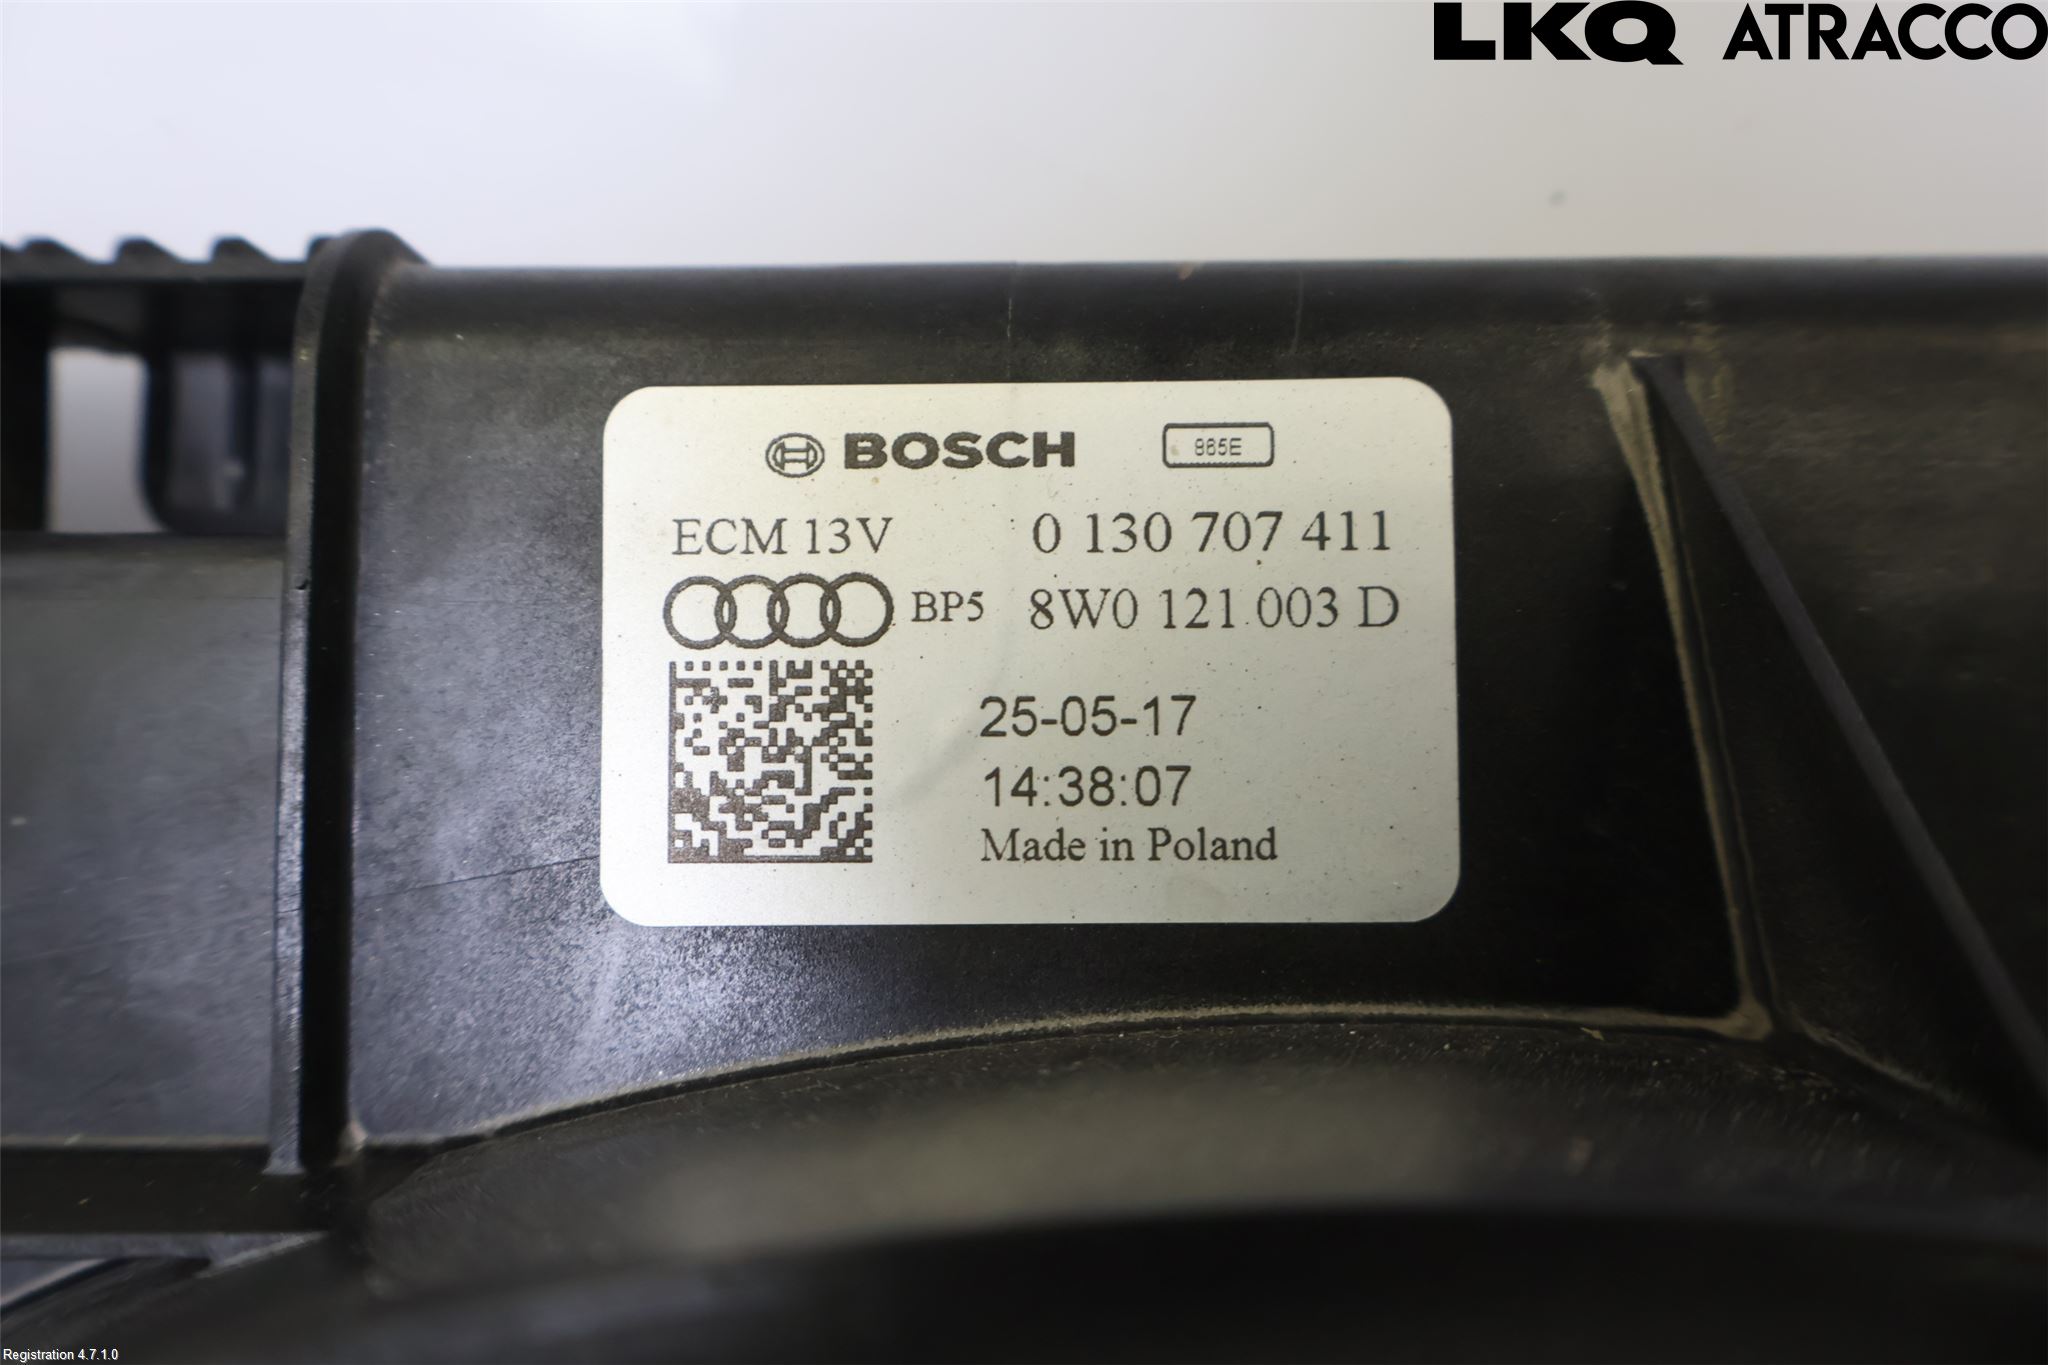 LKQ ATRACCO
BOSCH 865E
ECM 13V 0 130 707 411
BP5 8W0 121 003 D
25-05-17
14:38:07
Made in Poland
Registration 4.7.1.0